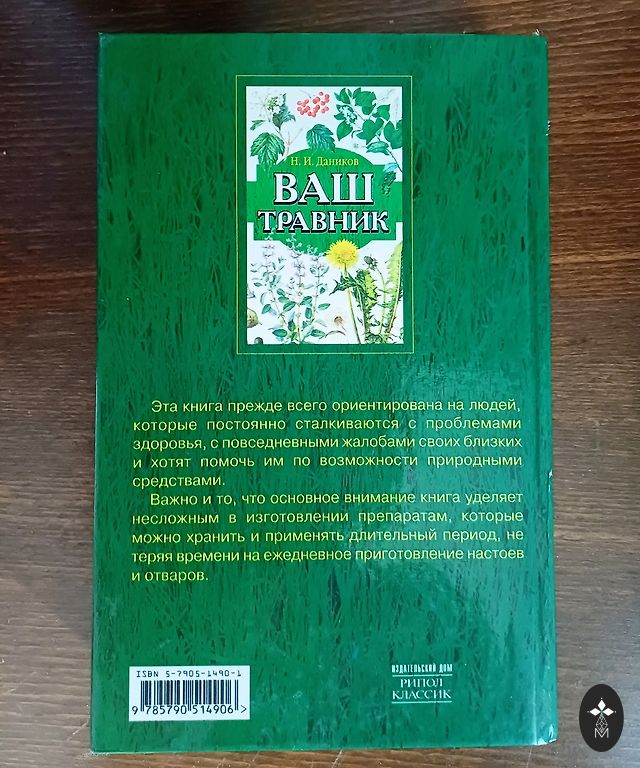 Н. И. Даников
ВАШ
ТРАВНИК
Эта книга прежде всего ориентирована на людей,
которые постоянно сталкиваются с проблемами
здоровья, с повседневными жалобами своих близких
и хотят помочь им по возможности природными
средствами.
Важно и то, что основное внимание книга уделяет
несложным в изготовлении препаратам, которые
можно хранить и применять длительный период, не
теряя времени на ежедневное приготовление настоев
и отваров.
ISBN 5-7905-1490-1
9 785790 514906 >
ИЗДАТЕЛЬСКИЙ ДОМ
РИПОЛ
КЛАССИК
М